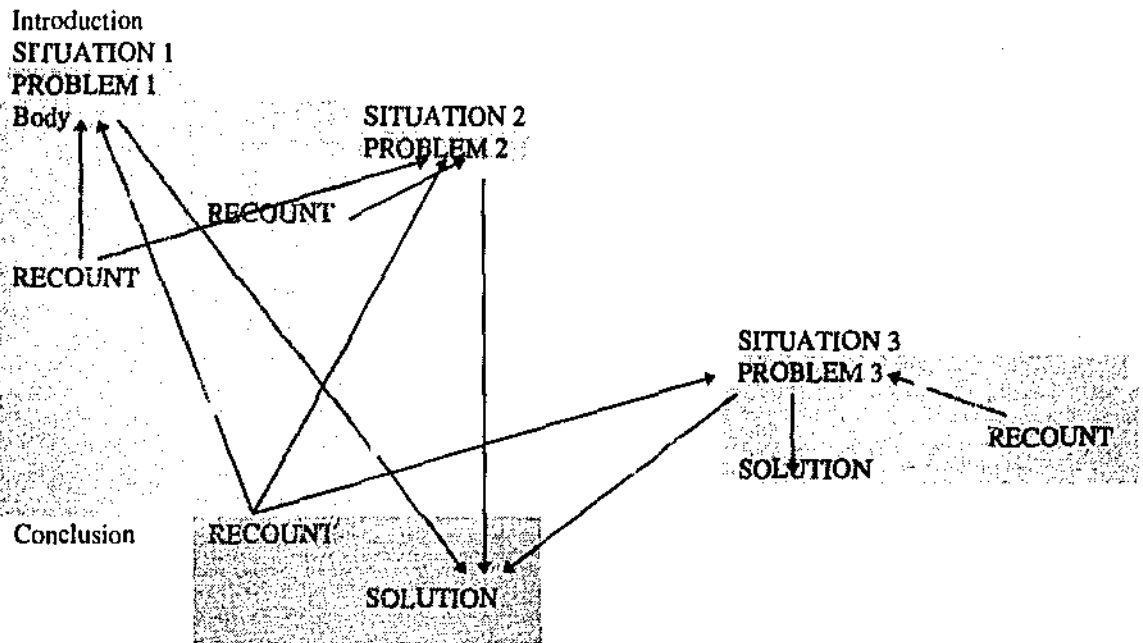 Introduction
SITUATION 1
PROBLEM 1
Body
SITUATION 2
PROBLEM 2
RECOUNT
RECOUNT
SITUATION 3
PROBLEM 3
RECOUNT
SOLUTION
Conclusion
RECOUNT
SOLUTION